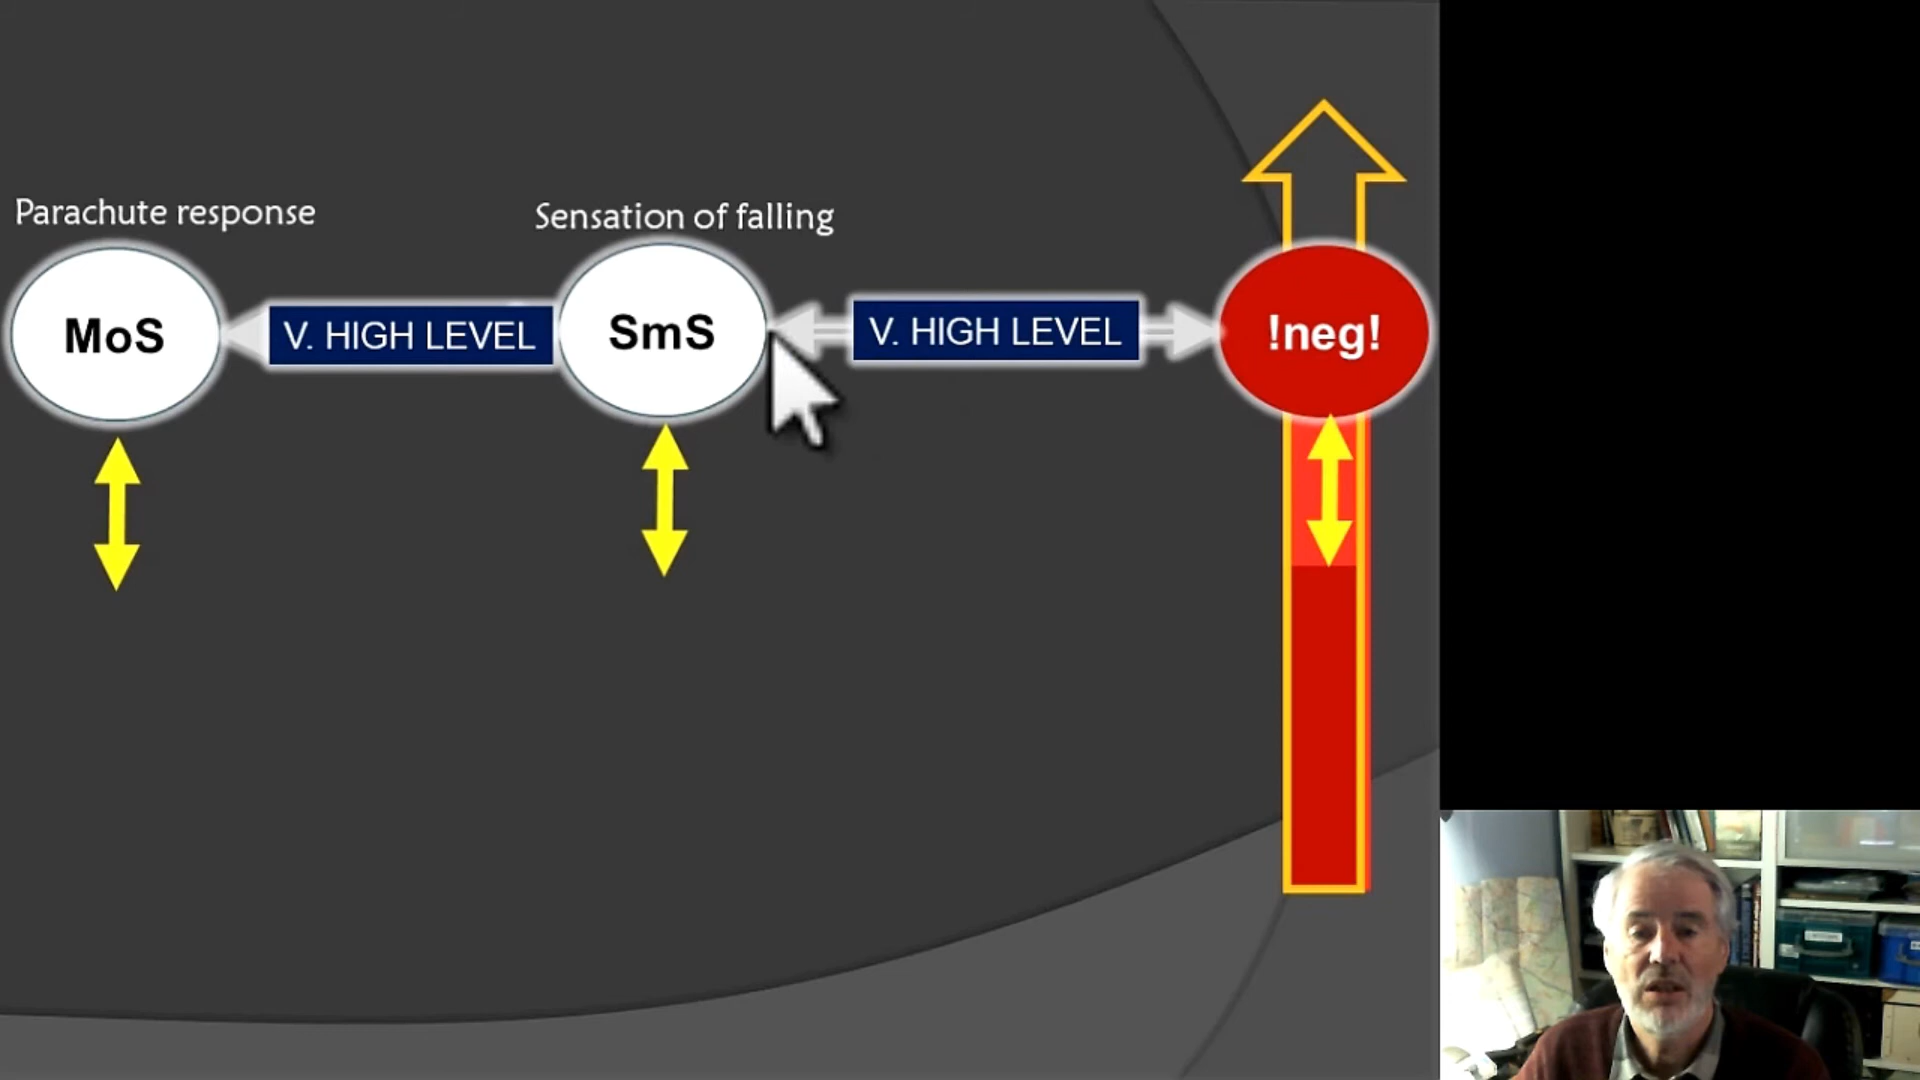 Parachute response
Sensation of falling
MoS
V. HIGH LEVEL
SmS
V. HIGH LEVEL
!neg!